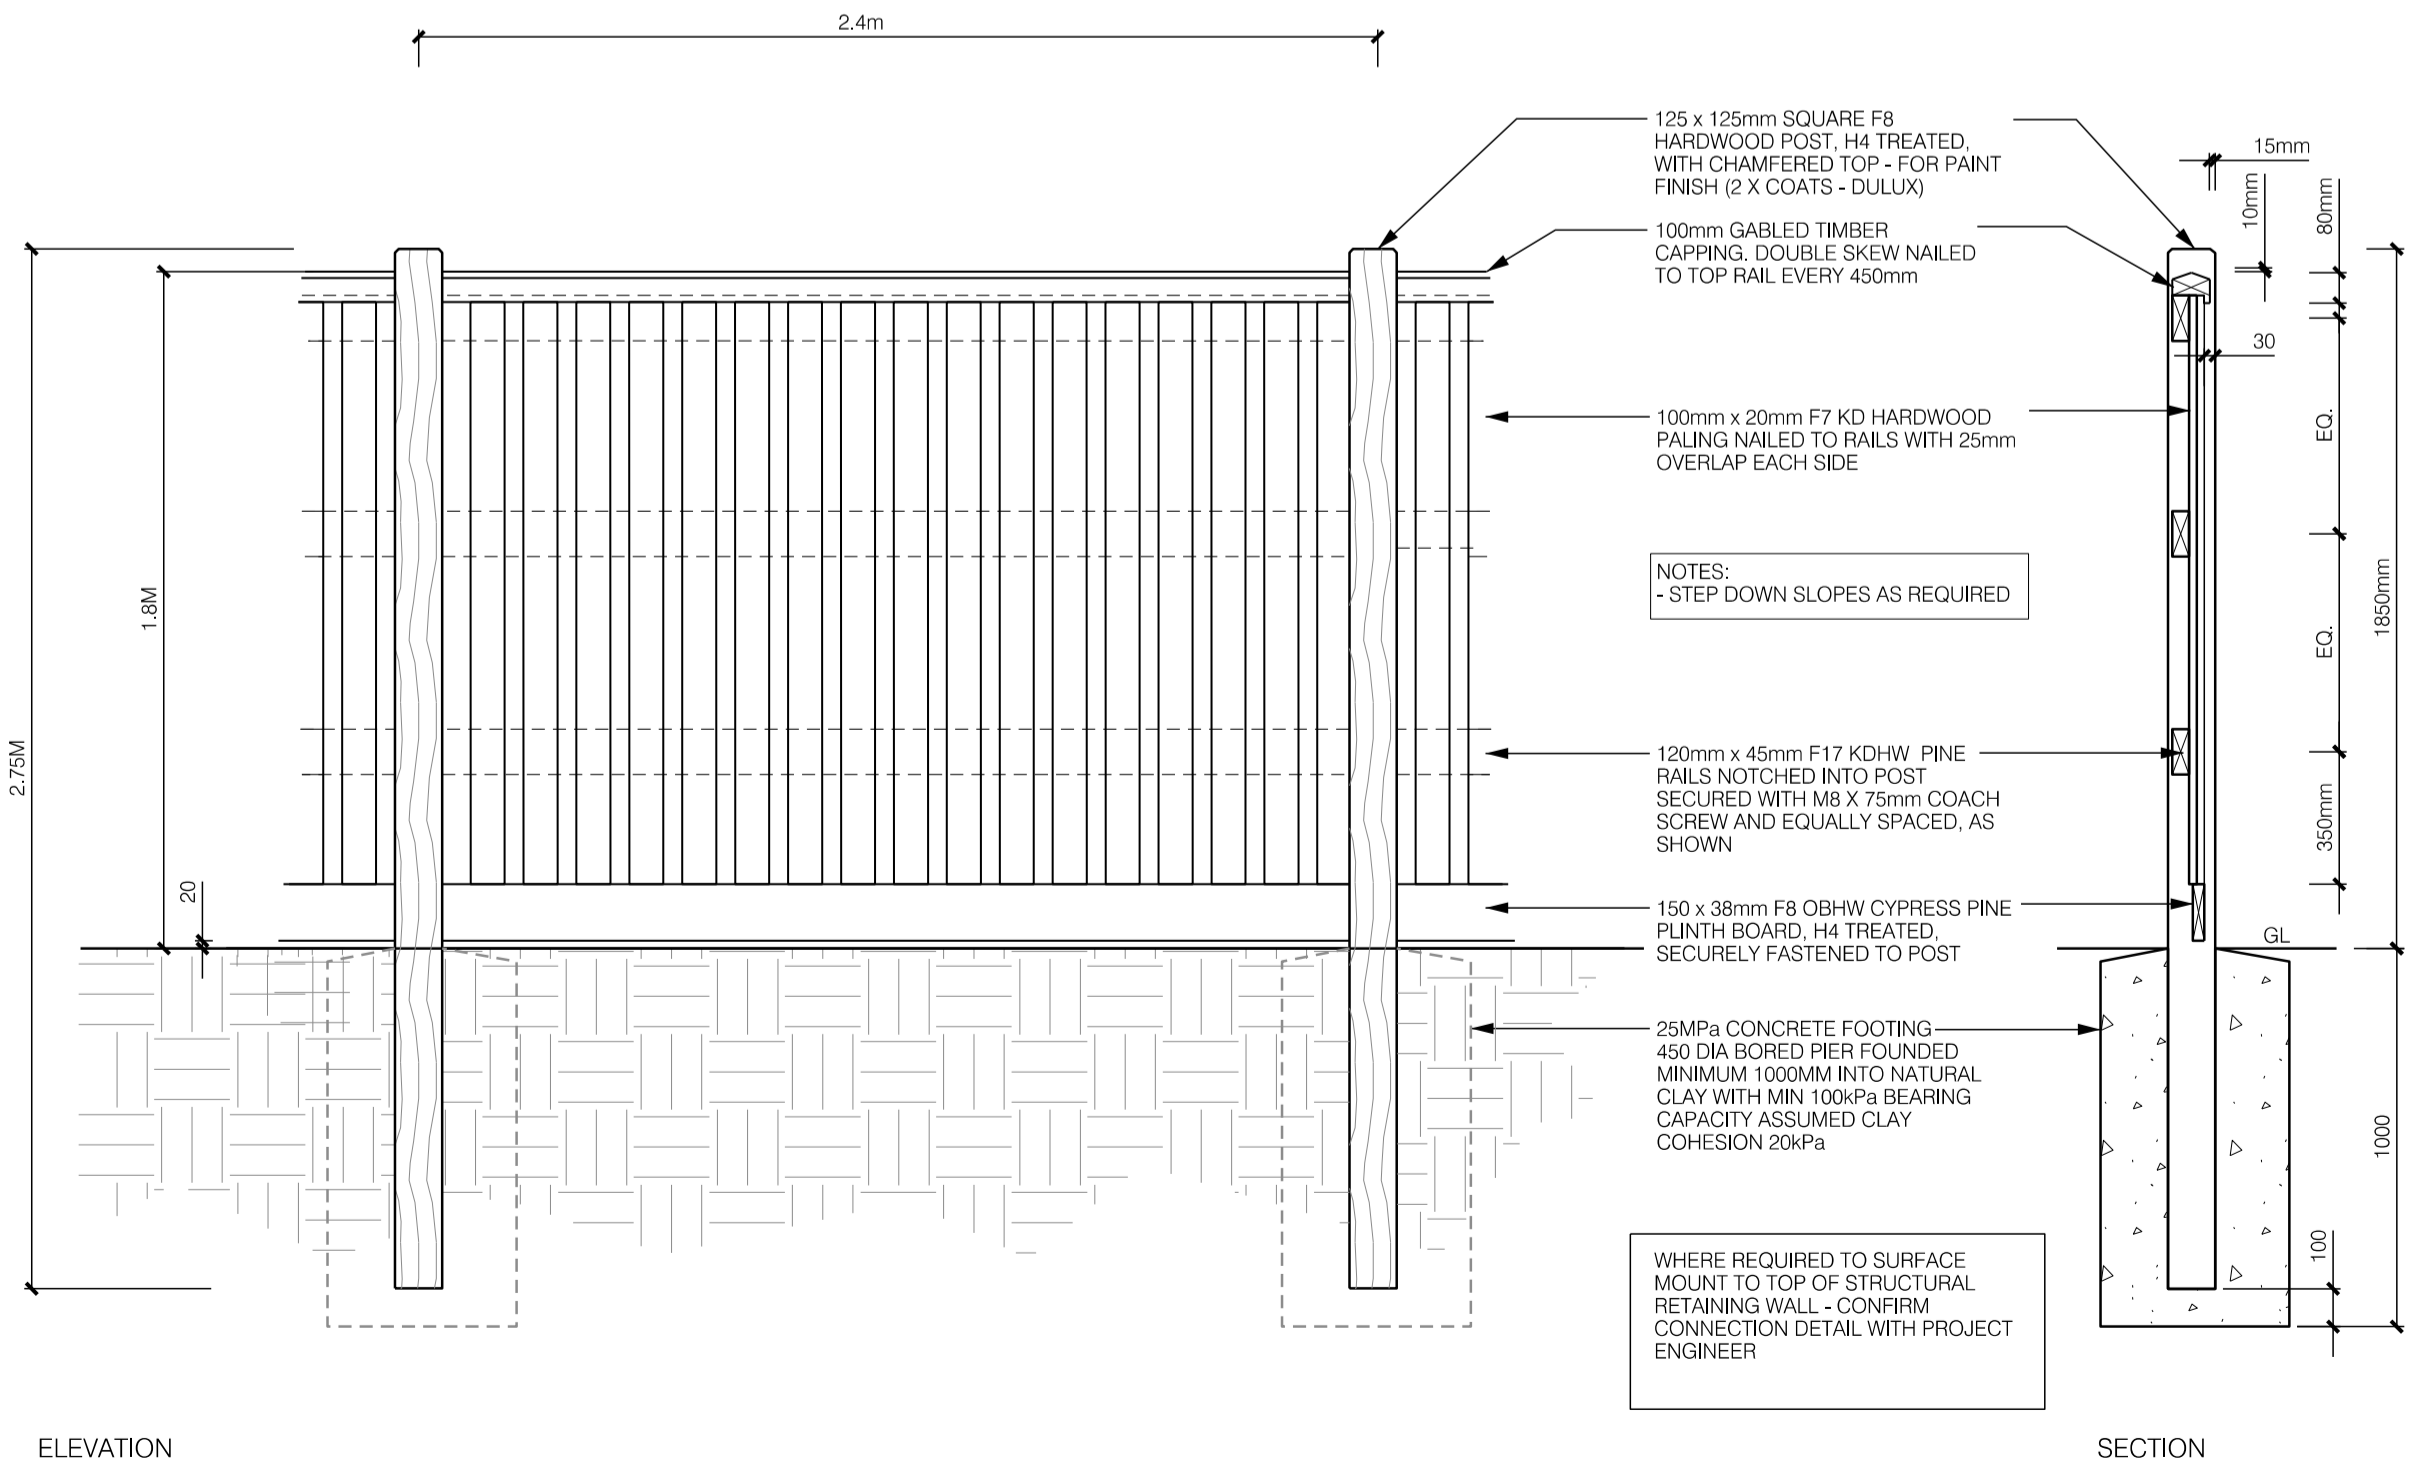 2.4m
125 x 125mm SQUARE F8
HARDWOOD POST, H4 TREATED,
WITH CHAMFERED TOP - FOR PAINT
FINISH (2 X COATS - DULUX)
15mm
10mm
80mm
100mm GABLED TIMBER
CAPPING. DOUBLE SKEW NAILED
TO TOP RAIL EVERY 450mm
30
100mm x 20mm F7 KD HARDWOOD
PALING NAILED TO RAILS WITH 25mm
OVERLAP EACH SIDE
EQ.
NOTES:
- STEP DOWN SLOPES AS REQUIRED
1.8M
1850mm
EQ.
2.75M
120mm x 45mm F17 KDHW PINE
RAILS NOTCHED INTO POST
SECURED WITH M8 X 75mm COACH
SCREW AND EQUALLY SPACED, AS
SHOWN
350mm
20
150 x 38mm F8 OBHW CYPRESS PINE
PLINTH BOARD, H4 TREATED,
SECURELY FASTENED TO POST
GL
25MPa CONCRETE FOOTING
450 DIA BORED PIER FOUNDED
MINIMUM 1000MM INTO NATURAL
CLAY WITH MIN 100kPa BEARING
CAPACITY ASSUMED CLAY
COHESION 20kPa
1000
100
WHERE REQUIRED TO SURFACE
MOUNT TO TOP OF STRUCTURAL
RETAINING WALL - CONFIRM
CONNECTION DETAIL WITH PROJECT
ENGINEER
ELEVATION
SECTION